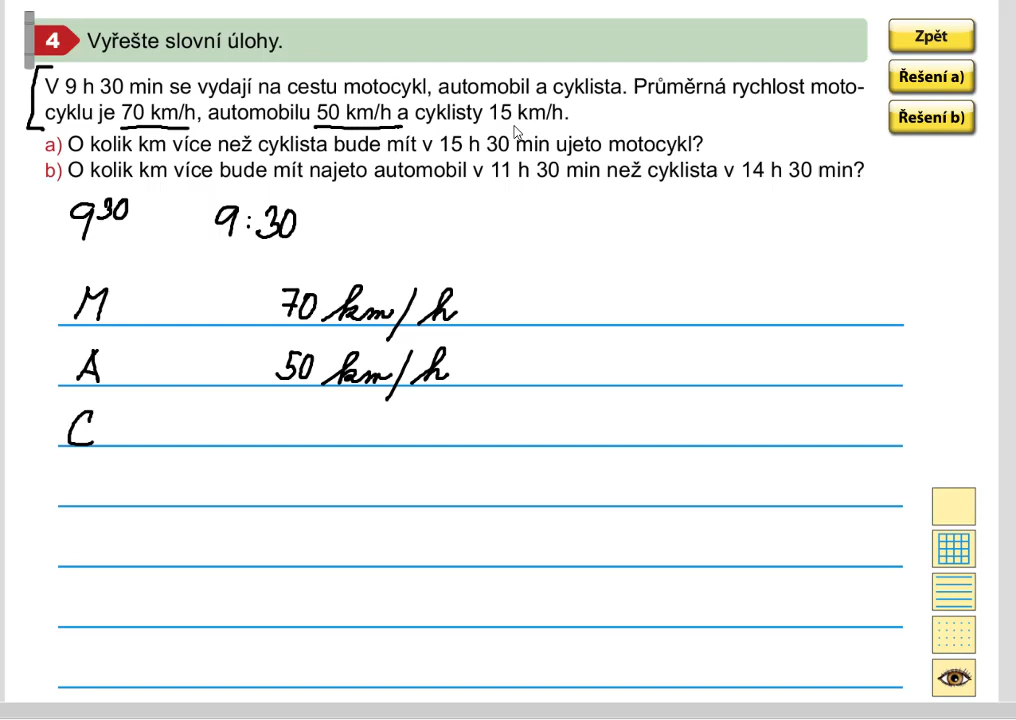 4 Vyřešte slovní úlohy.
Zpět
Řešení a)
Řešení b)
V 9 h 30 min se vydají na cestu motocykl, automobil a cyklista. Průměrná rychlost moto-
cyklu je 70 km/h, automobilu 50 km/h a cyklisty 15 km/h.
a) O kolik km více než cyklista bude mít v 15 h 30 min ujeto motocykl?
b) O kolik km více bude mít najeto automobil v 11 h 30 min než cyklista v 14 h 30 min?
9³⁰ 9:30
M 70 km/h
A 50 km/h
C